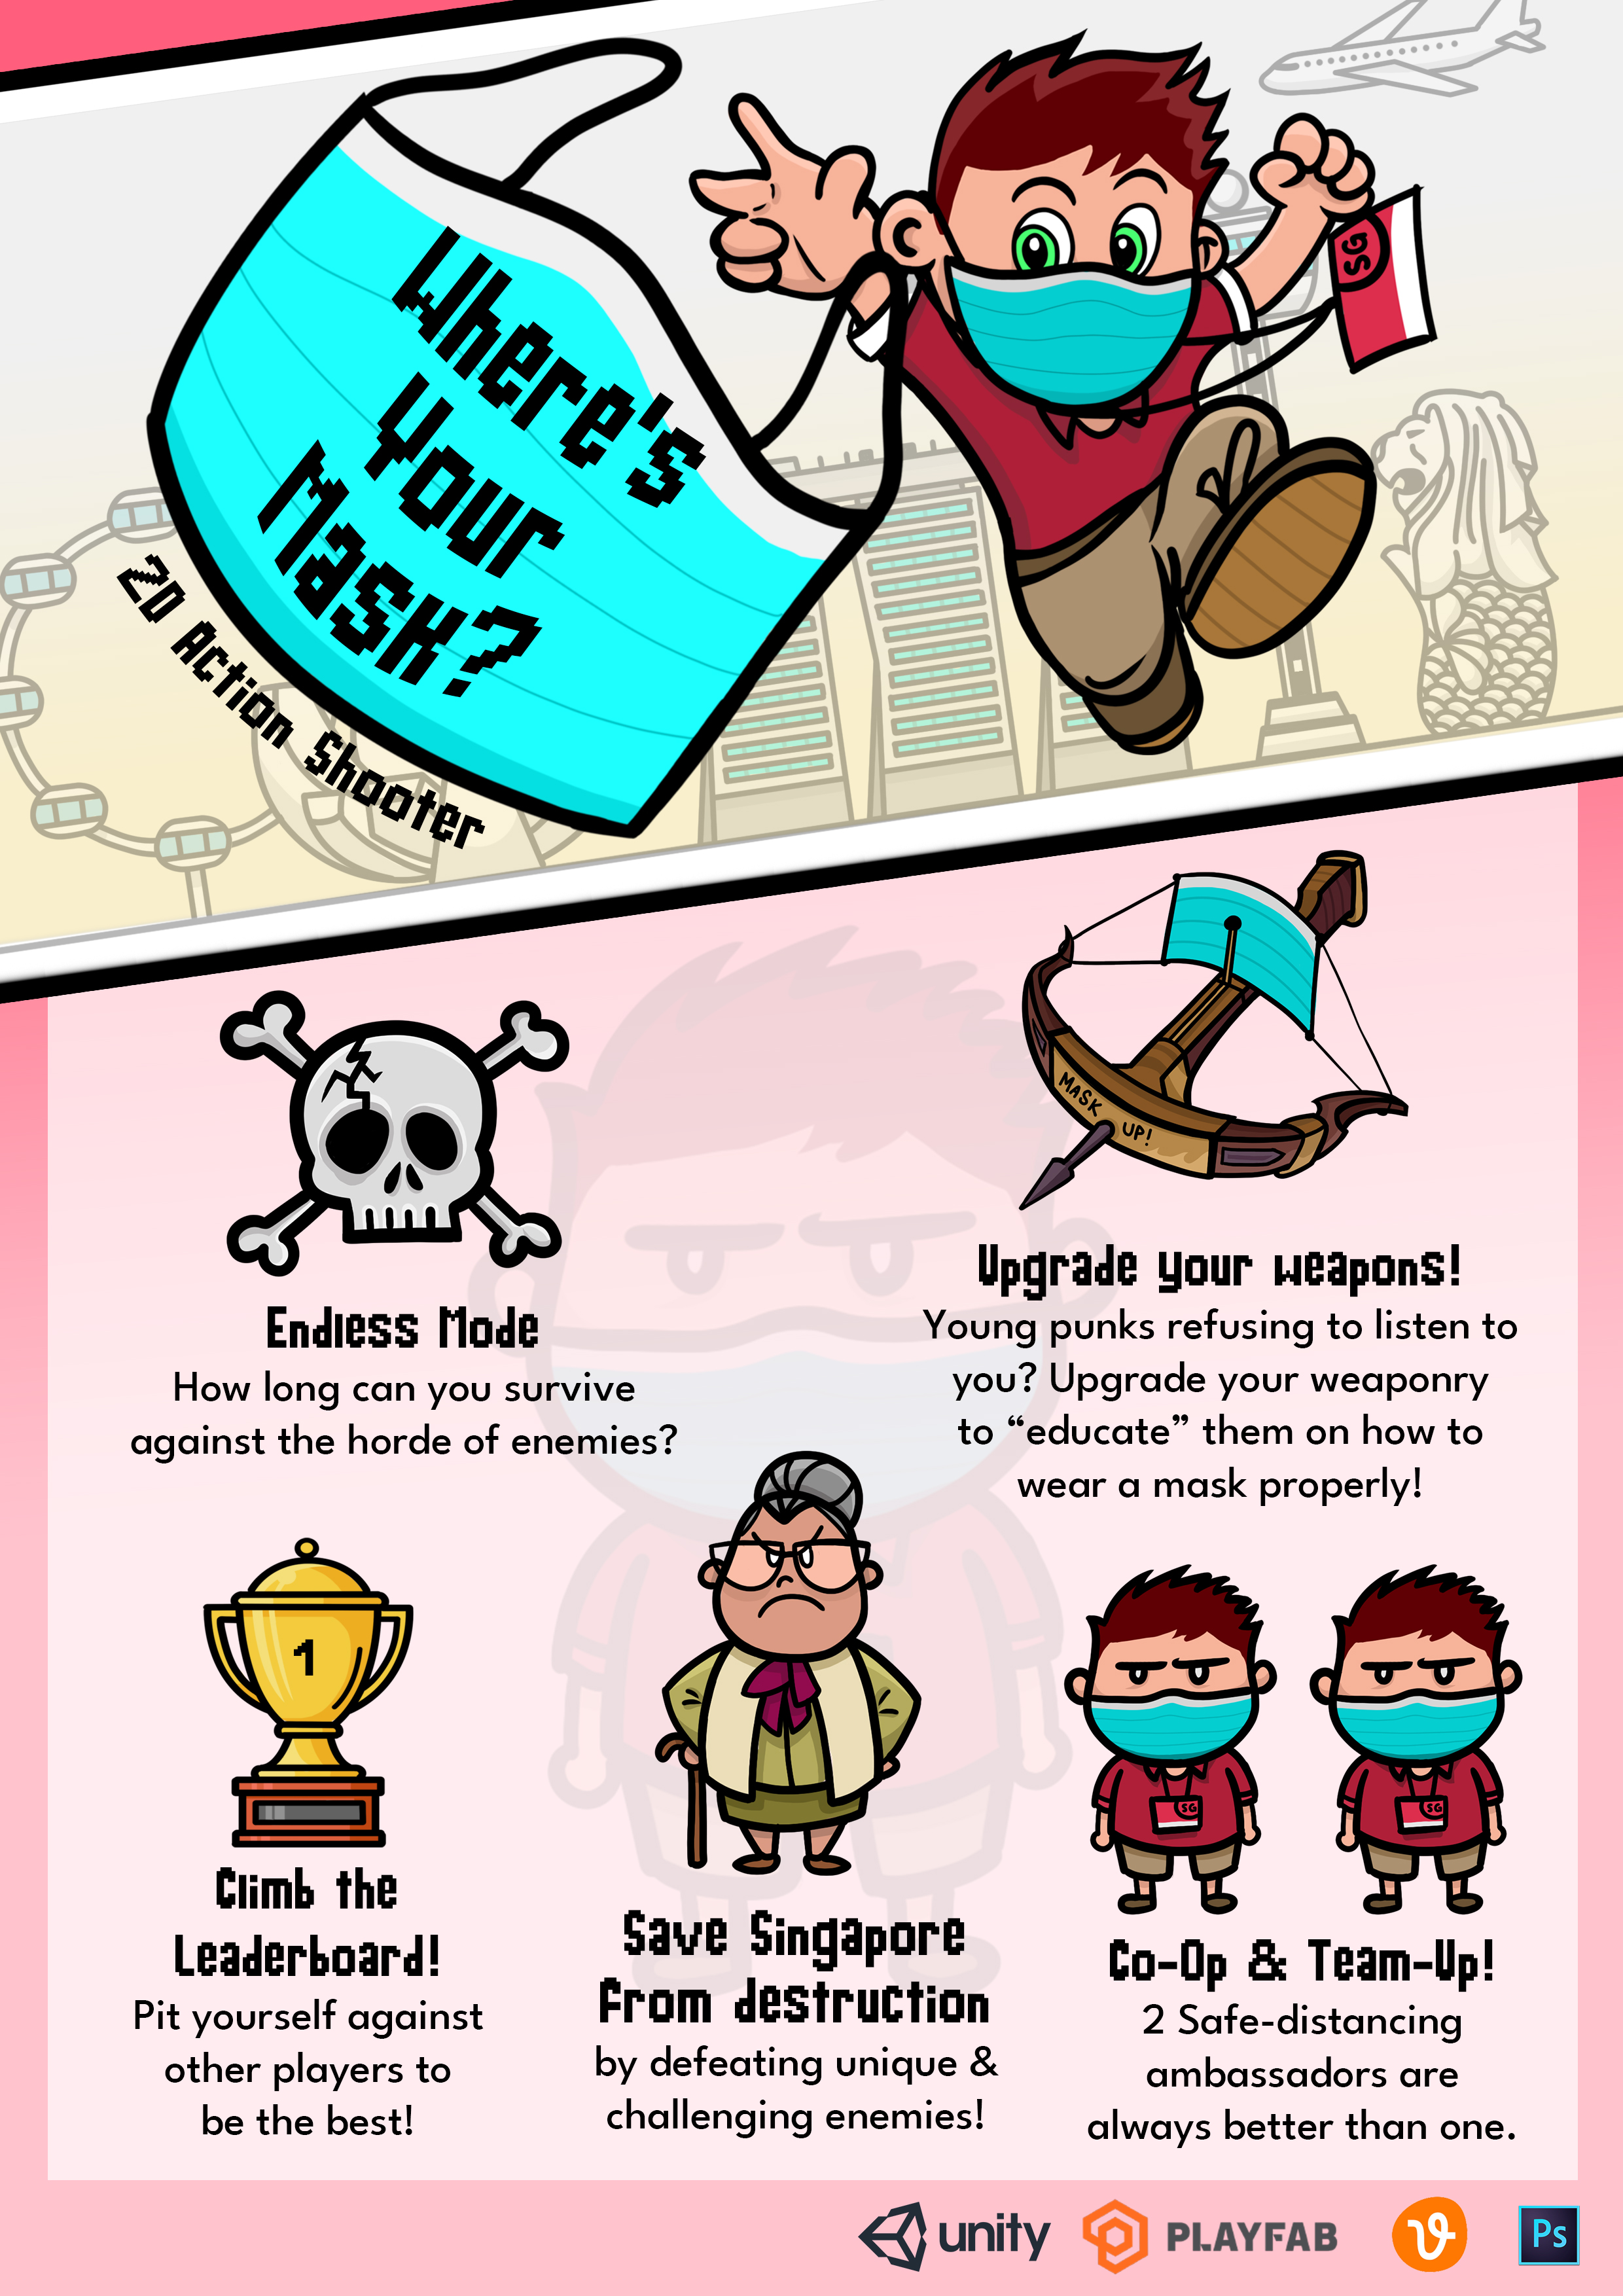 Where's
Your
Mask?
2D Action Shooter
SG
MASK UP!
Endless Mode
How long can you survive
against the horde of enemies?
Upgrade your weapons!
Young punks refusing to listen to
you? Upgrade your weaponry
to “educate” them on how to
wear a mask properly!
1
Climb the
Leaderboard!
Pit yourself against
other players to
be the best!
Save Singapore
from destruction
by defeating unique &
challenging enemies!
SG
SG
Co-Op & Team-Up!
2 Safe-distancing
ambassadors are
always better than one.
unity
PLAYFAB
Ps